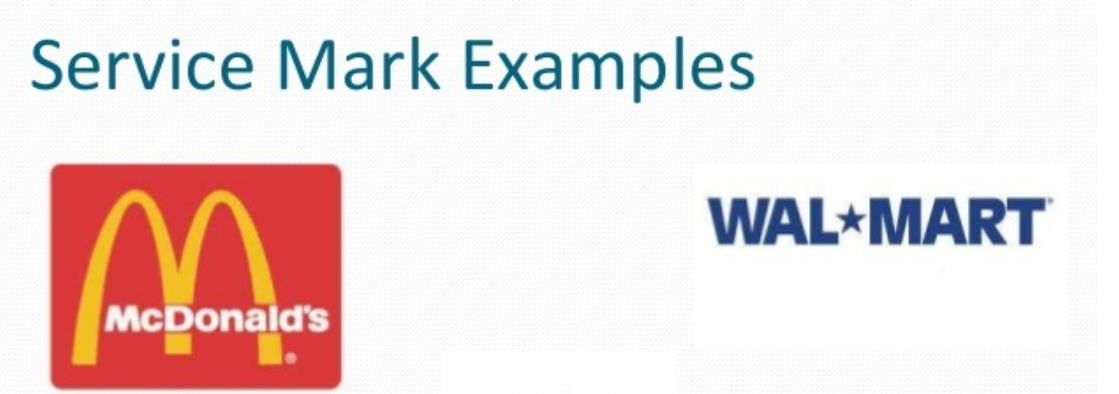 Service Mark Examples
WAL★MART
McDonald's
®